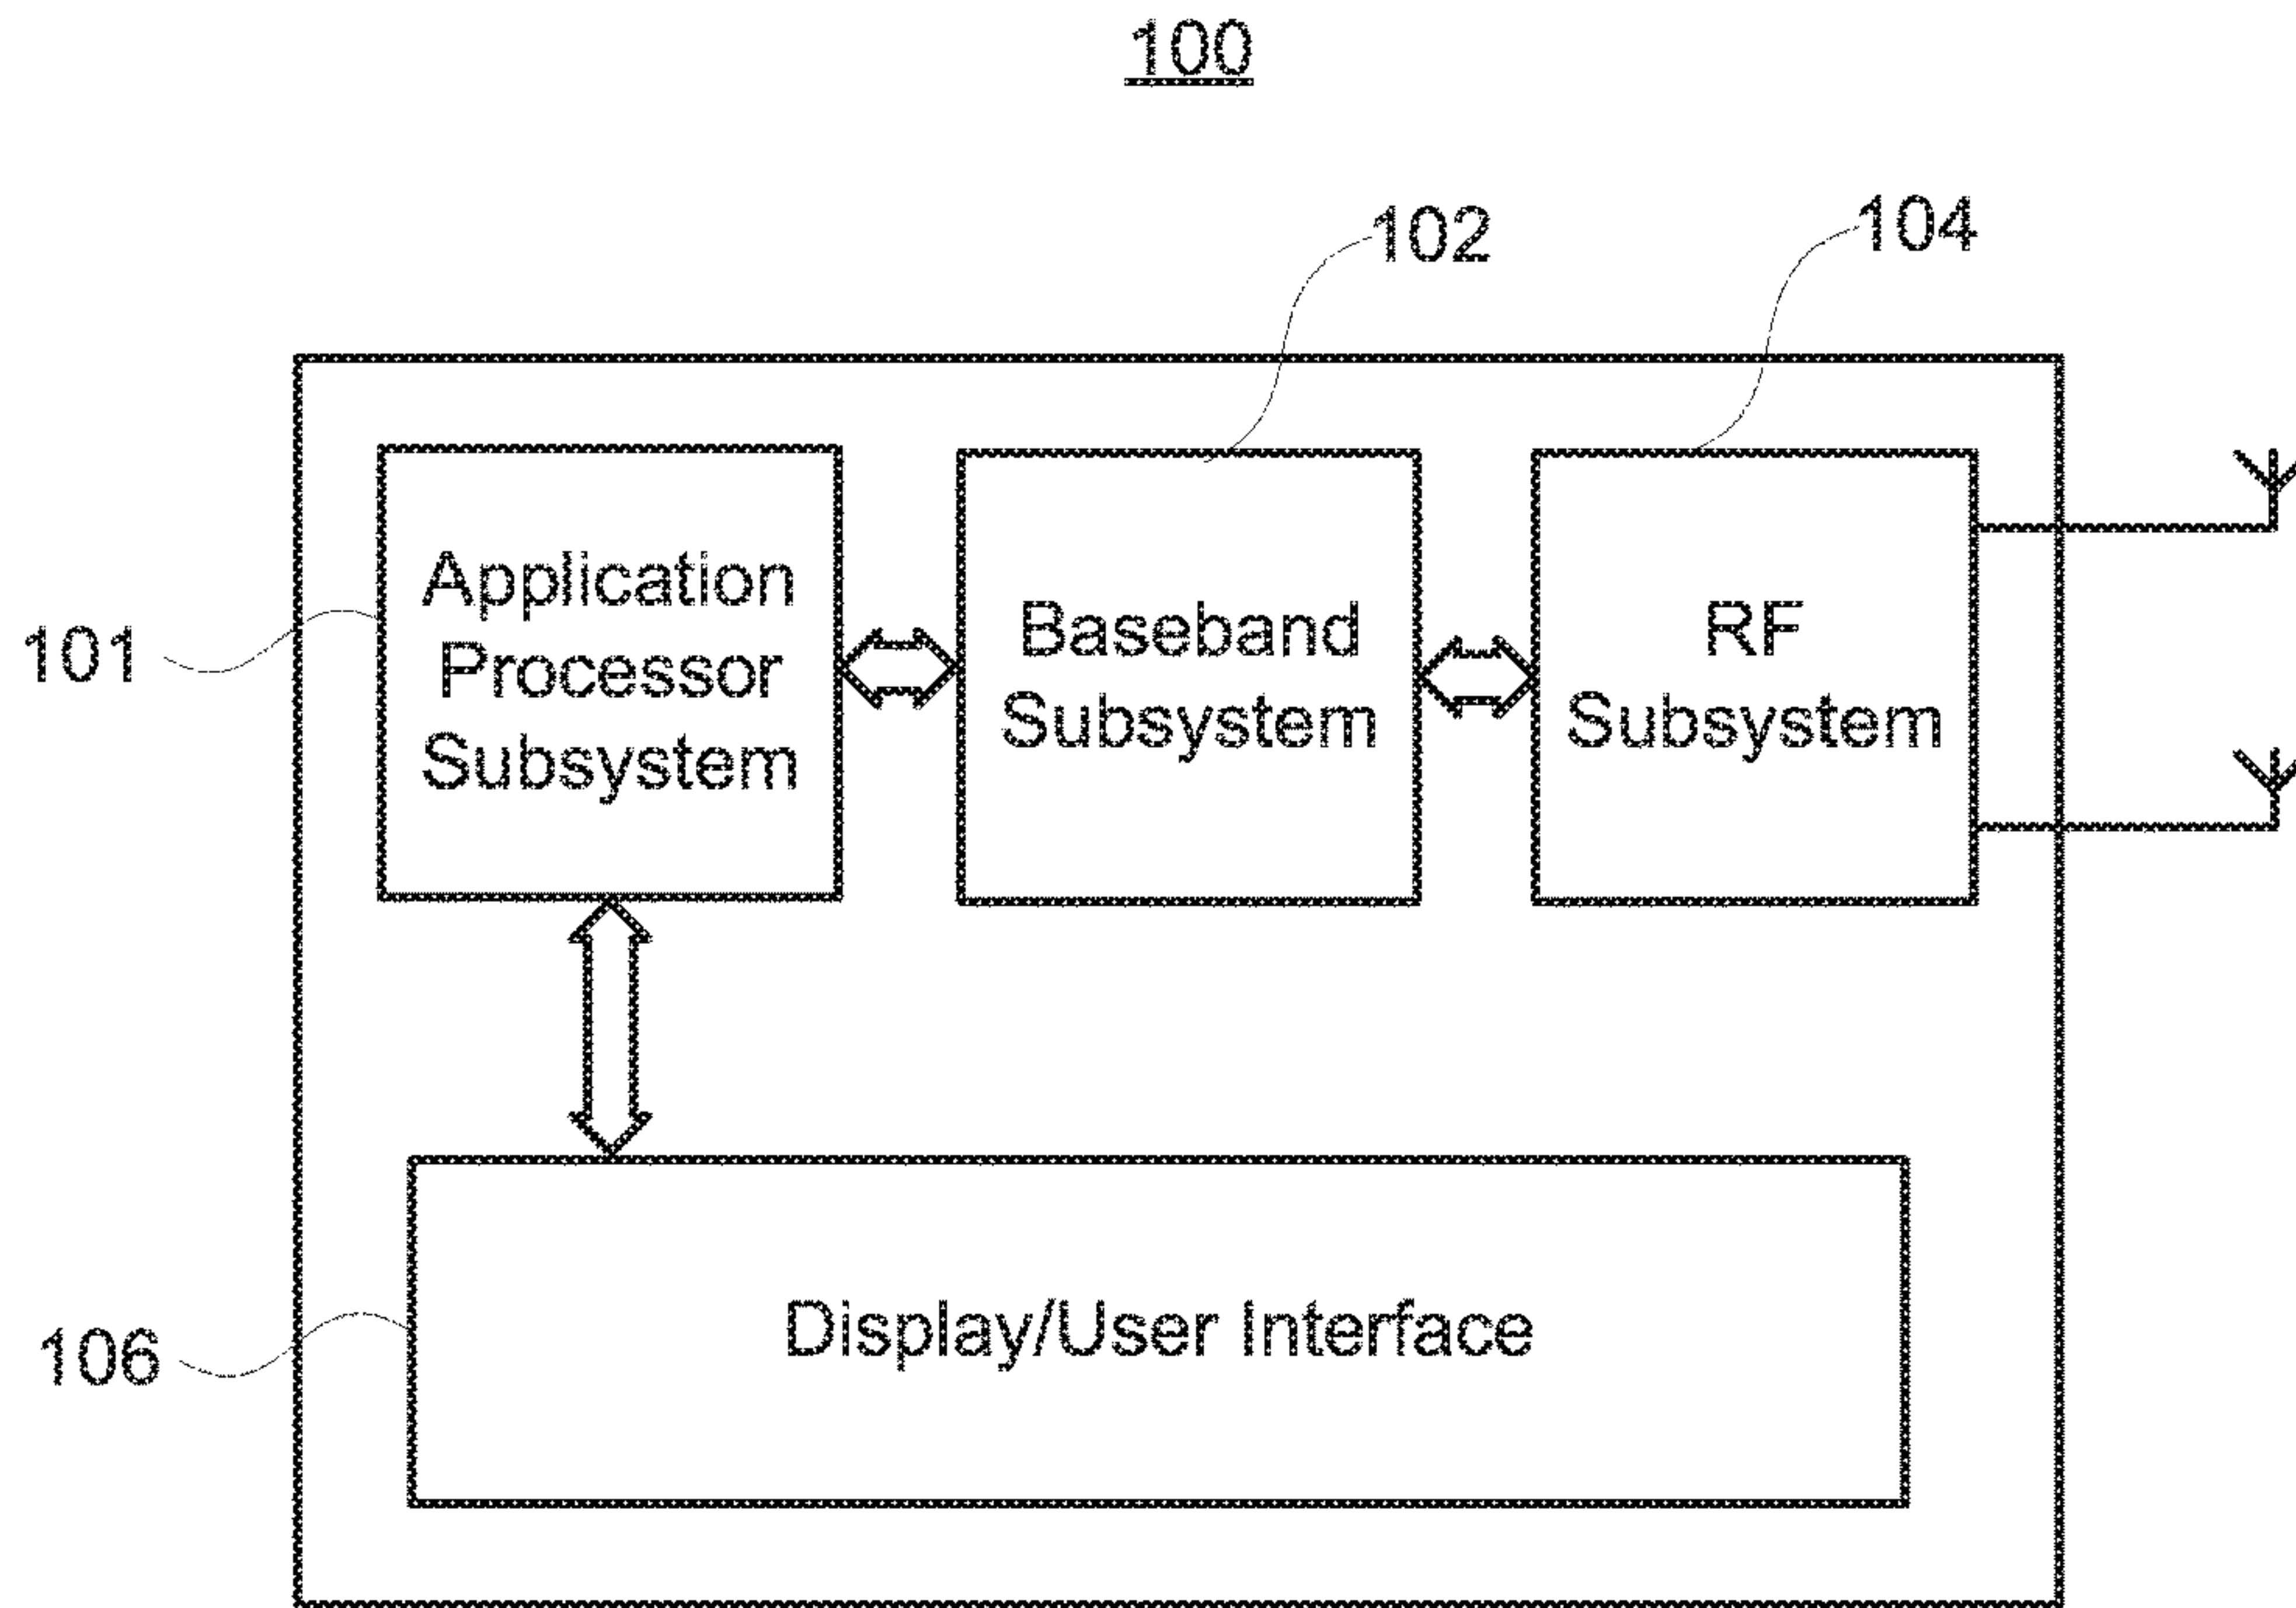 100
102
104
101
Application
Processor
Subsystem
Baseband
Subsystem
RF
Subsystem
106
Display/User Interface